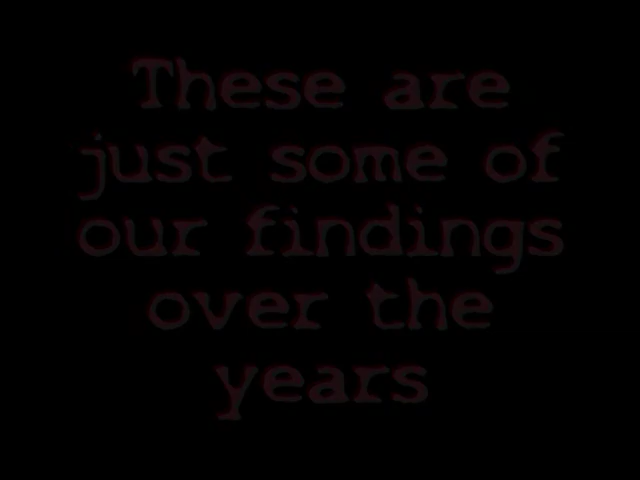 These are
just some of
our findings
over the
years